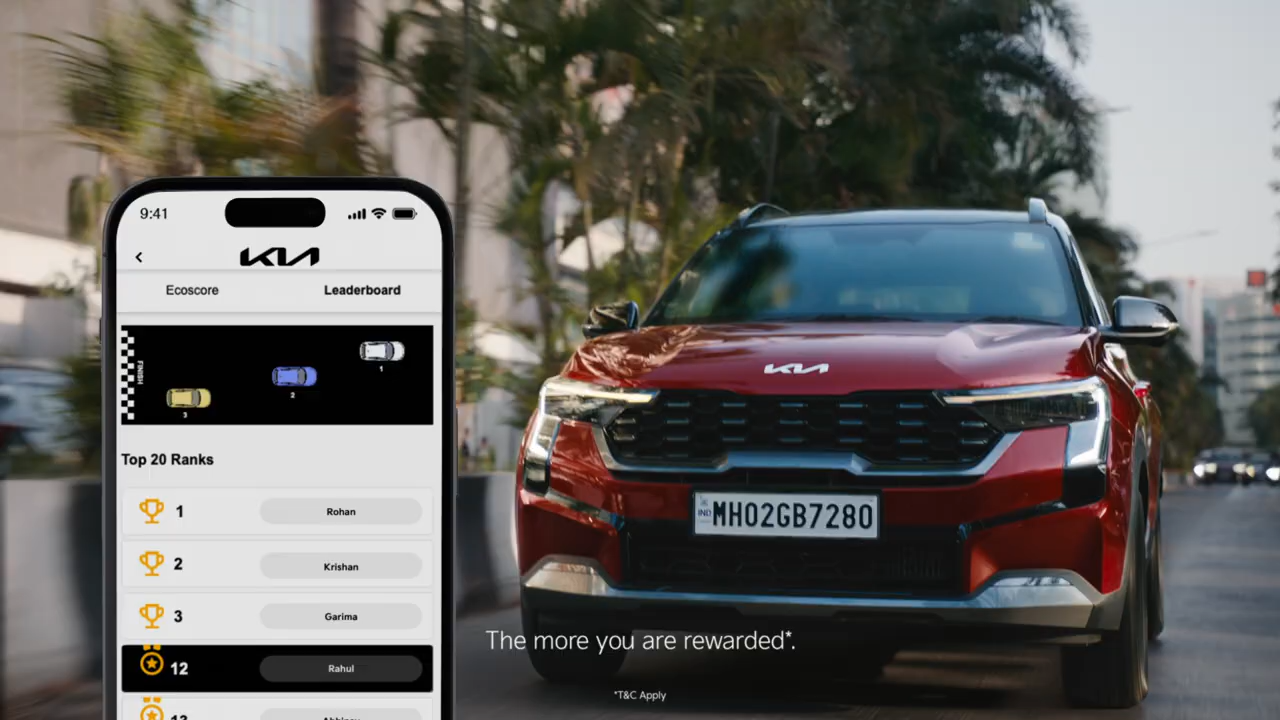 9:41
KIA
Ecoscore
Leaderboard
FINISH
1
2
3
Top 20 Ranks
1 Rohan
2 Krishan
3 Garima
12 Rahul
KIA
IND
MH02GB7280
The more you are rewarded*.
*T&C Apply